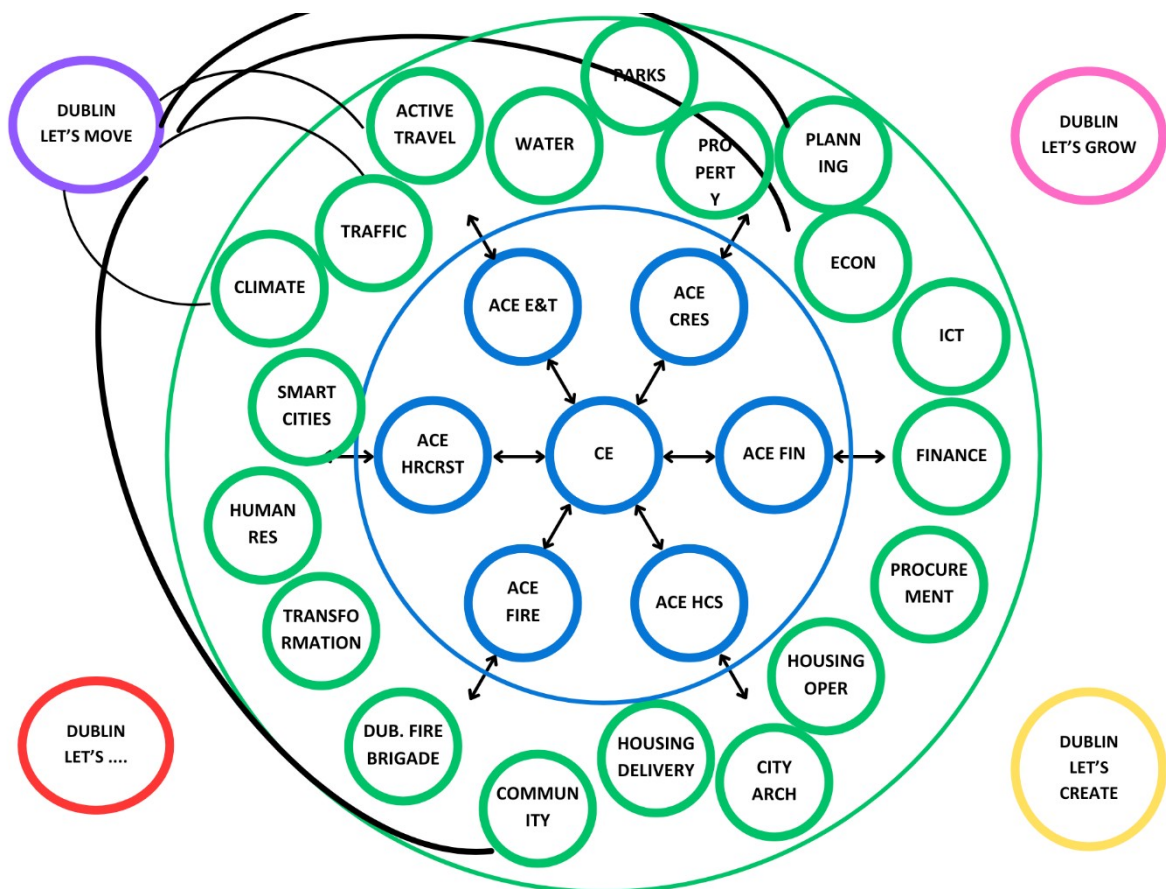 PARKS
DUBLIN
LET'S MOVE
ACTIVE
TRAVEL
WATER
PRO
PERT
Y
PLANN
ING
DUBLIN
LET'S GROW
TRAFFIC
CLIMATE
ECON
ACE E&T
ACE
CRES
ICT
SMART
CITIES
ACE
HRCRST
CE
ACE FIN
FINANCE
HUMAN
RES
PROCURE
MENT
TRANSFO
RMATION
ACE
FIRE
ACE HCS
HOUSING
OPER
DUBLIN
LET'S ....
DUB. FIRE
BRIGADE
COMMUN
ITY
HOUSING
DELIVERY
CITY
ARCH
DUBLIN
LET'S
CREATE